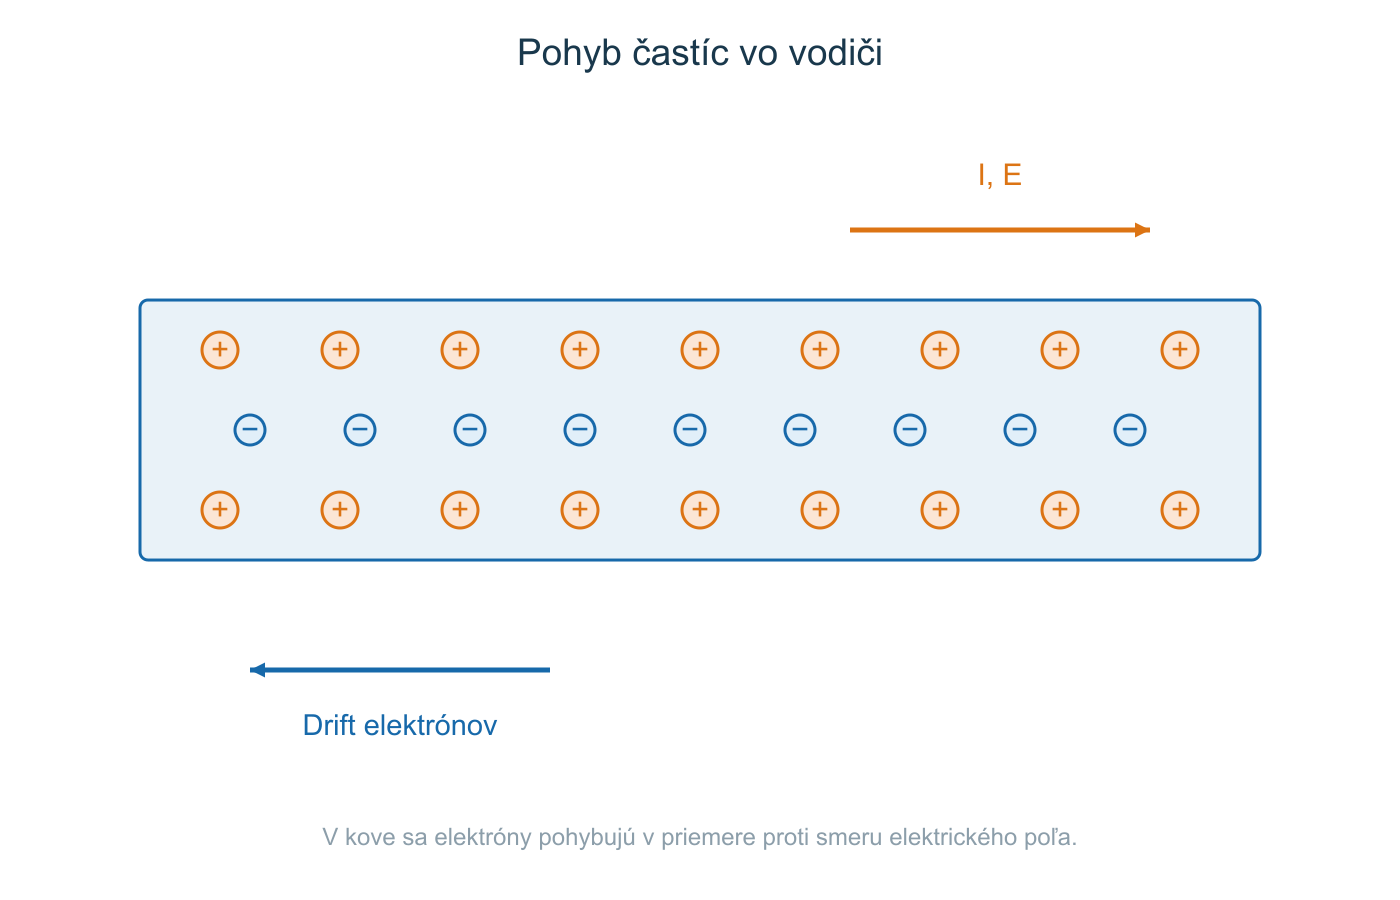 Pohyb častíc vo vodiči
I, E
+ + + + + + + + +
− − − − − − − − −
+ + + + + + + + +
Drift elektrónov
V kove sa elektróny pohybujú v priemere proti smeru elektrického poľa.